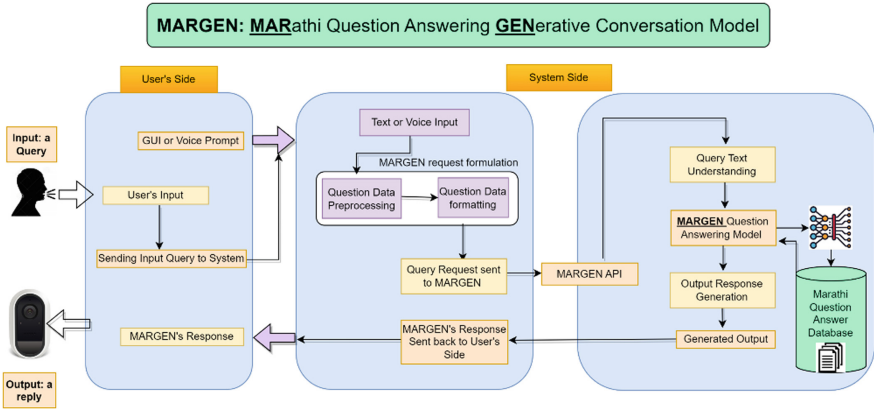 MARGEN: MARathi Question Answering GENerative Conversation Model
User's Side
System Side
Input: a
Query
GUI or Voice Prompt
User's Input
Sending Input Query to System
MARGEN's Response
Output: a
reply
Text or Voice Input
MARGEN request formulation
Question Data
Preprocessing
Question Data
formatting
Query Request sent
to MARGEN
MARGEN's Response
Sent back to User's
Side
MARGEN API
Query Text
Understanding
MARGEN Question
Answering Model
Output Response
Generation
Generated Output
Marathi
Question
Answer
Database